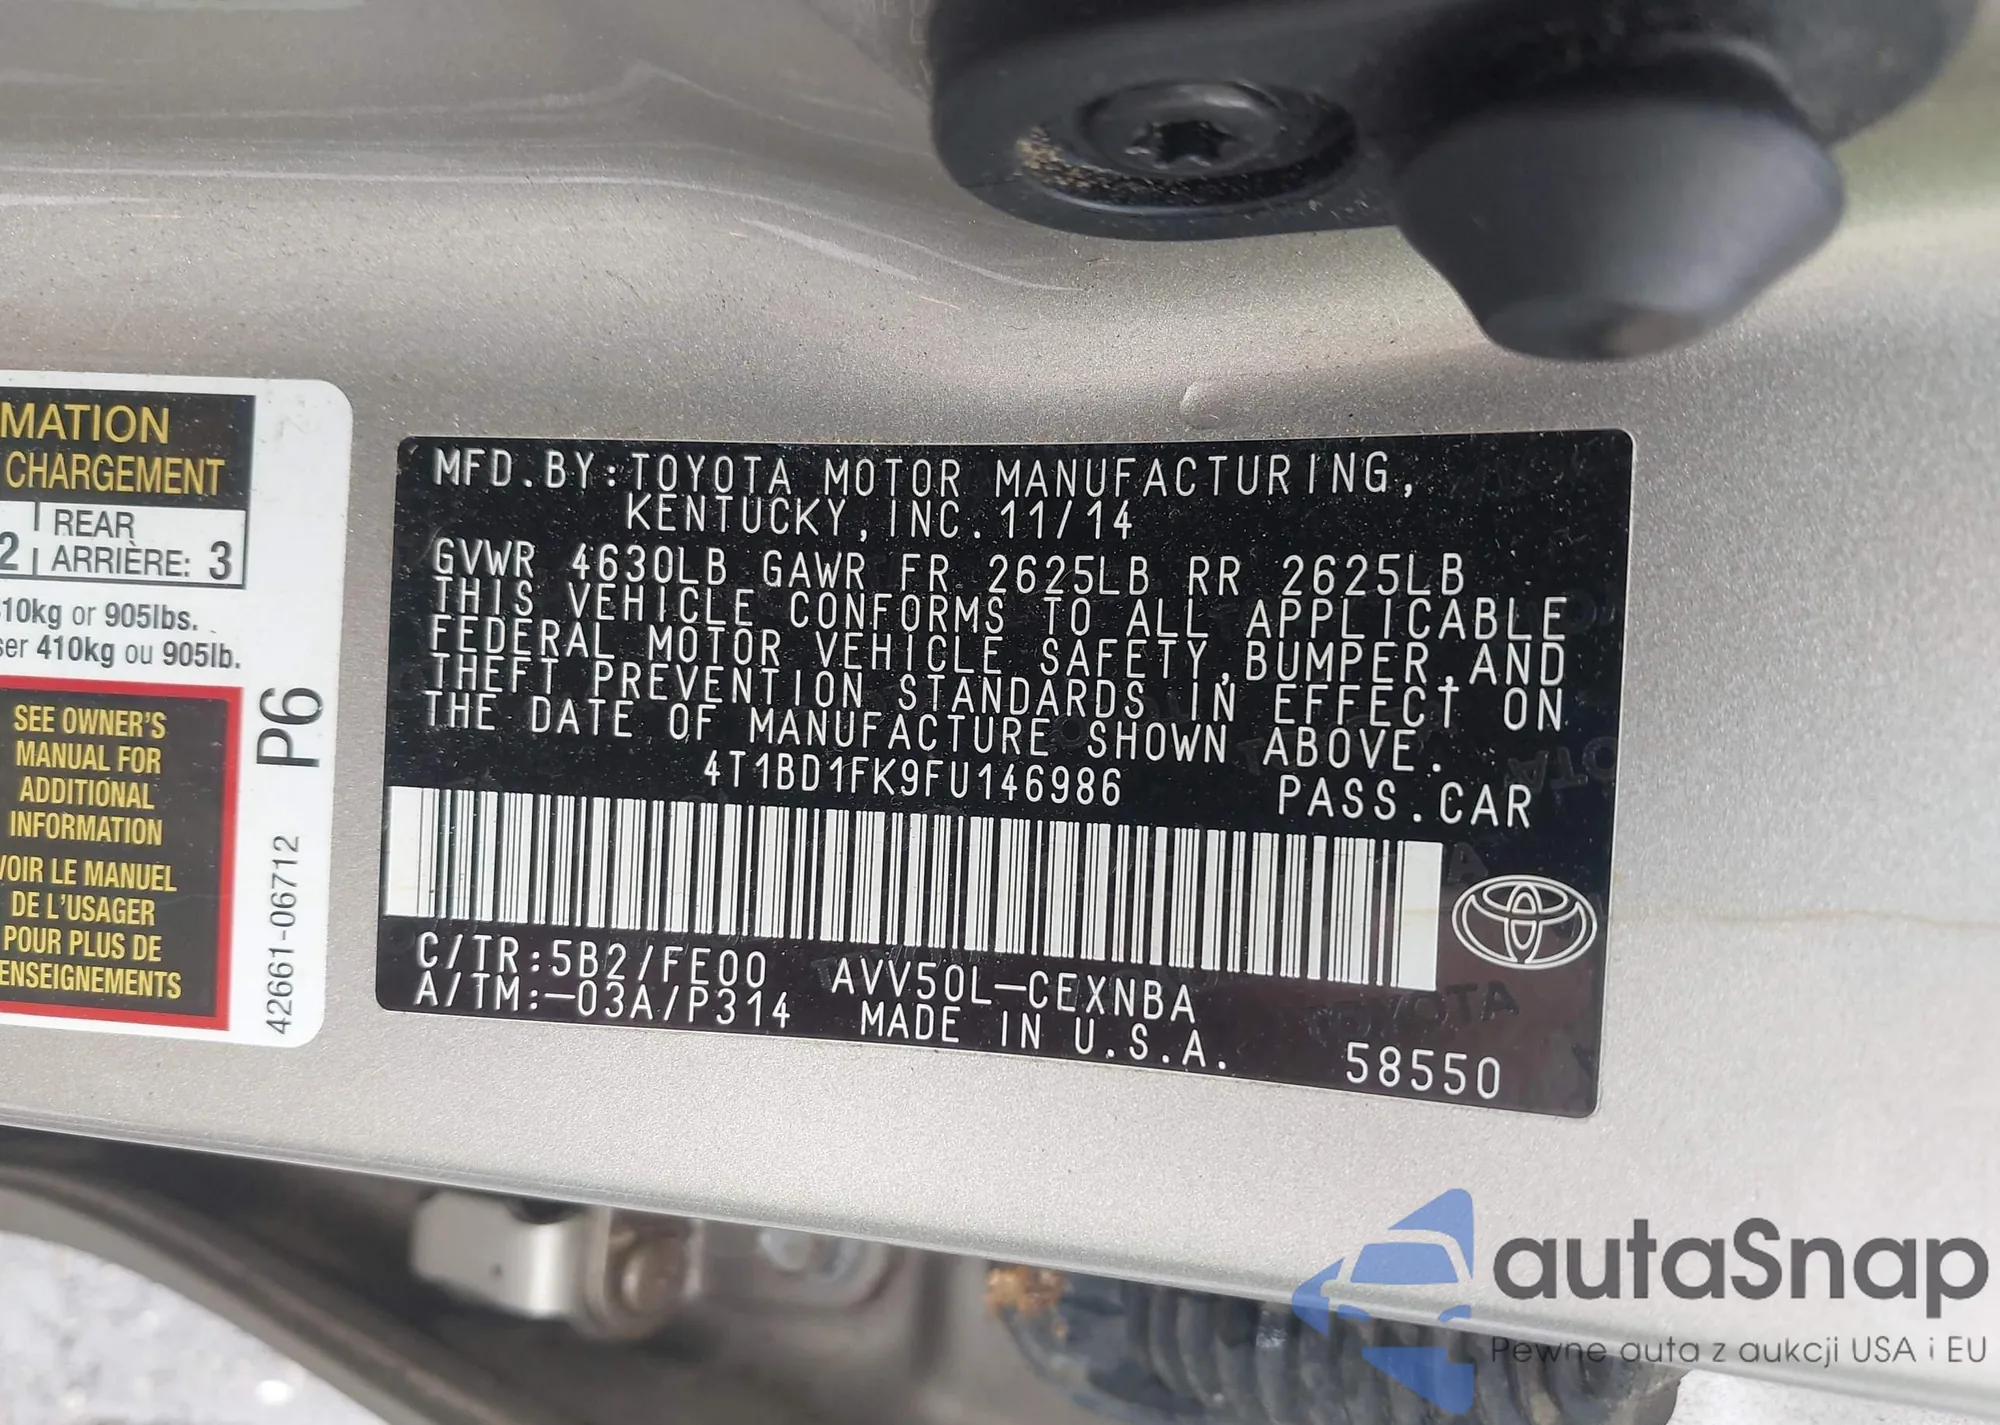 MATION
CHARGEMENT
2 REAR
ARRIÈRE: 3
10kg or 905lbs.
ser 410kg ou 905lb.
SEE OWNER'S
MANUAL FOR
ADDITIONAL
INFORMATION
VOIR LE MANUEL
DE L'USAGER
POUR PLUS DE
ENSEIGNEMENTS
P6
42661-06712
MFD.BY:TOYOTA MOTOR MANUFACTURING,
KENTUCKY,INC.11/14
GVWR 4630LB GAWR FR 2625LB RR 2625LB
THIS VEHICLE CONFORMS TO ALL APPLICABLE
FEDERAL MOTOR VEHICLE SAFETY,BUMPER,AND
THEFT PREVENTION STANDARDS IN EFFECT ON
THE DATE OF MANUFACTURE SHOWN ABOVE.
4T1BD1FK9FU146986 PASS.CAR
C/TR:5B2/FE00 AVV50L-CEXNBA
A/TM:-03A/P314 MADE IN U.S.A.
58550
autaSnap
Pewne auta z aukcji USA i EU